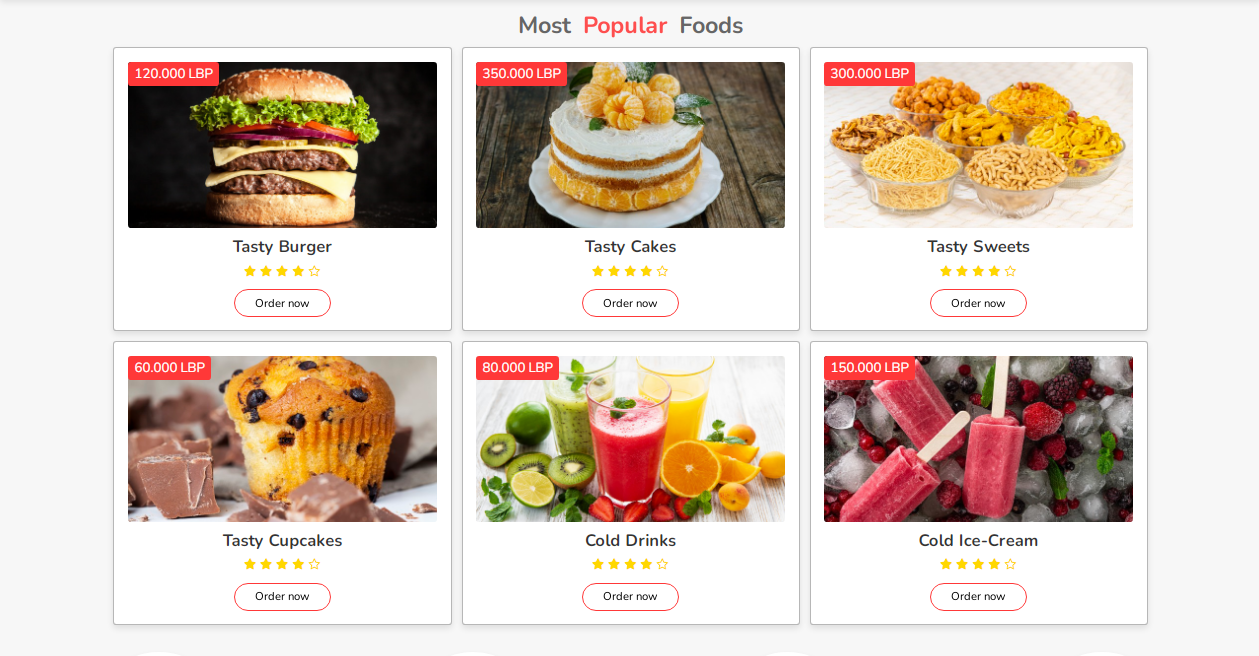 Most Popular Foods
120.000 LBP
Tasty Burger
Order now
350.000 LBP
Tasty Cakes
Order now
300.000 LBP
Tasty Sweets
Order now
60.000 LBP
Tasty Cupcakes
Order now
80.000 LBP
Cold Drinks
Order now
150.000 LBP
Cold Ice-Cream
Order now